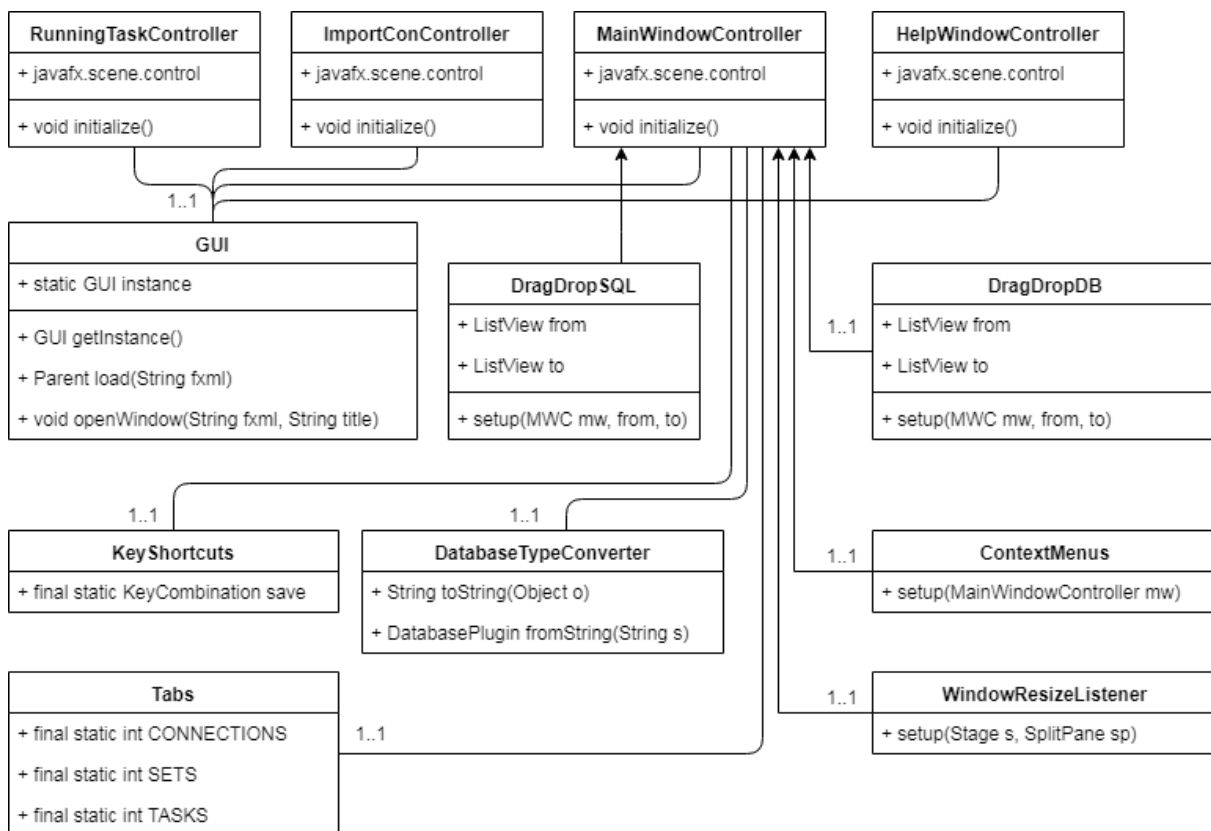 RunningTaskController
+ javafx.scene.control
+ void initialize()
ImportConController
+ javafx.scene.control
+ void initialize()
MainWindowController
+ javafx.scene.control
+ void initialize()
HelpWindowController
+ javafx.scene.control
+ void initialize()
1..1
GUI
+ static GUI instance
+ GUI getInstance()
+ Parent load(String fxml)
+ void openWindow(String fxml, String title)
DragDropSQL
+ ListView from
+ ListView to
+ setup(MWC mw, from, to)
1..1
DragDropDB
+ ListView from
+ ListView to
+ setup(MWC mw, from, to)
1..1
KeyShortcuts
+ final static KeyCombination save
1..1
DatabaseTypeConverter
+ String toString(Object o)
+ DatabasePlugin fromString(String s)
1..1
ContextMenus
+ setup(MainWindowController mw)
Tabs
+ final static int CONNECTIONS
+ final static int SETS
+ final static int TASKS
1..1
1..1
WindowResizeListener
+ setup(Stage s, SplitPane sp)